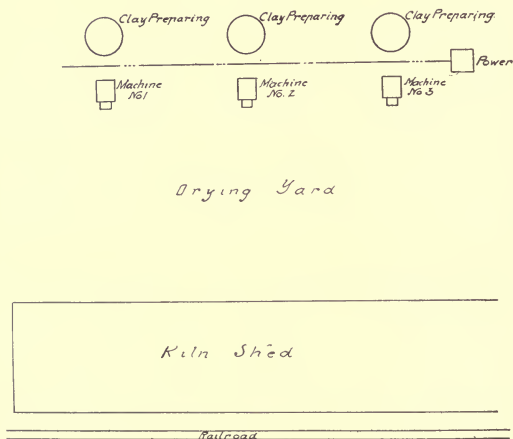 Clay Preparing
Clay Preparing
Clay Preparing
Power
Machine
No 1
Machine
No. 2
Machine
No 3
Drying Yard
Kiln Shed
Railroad